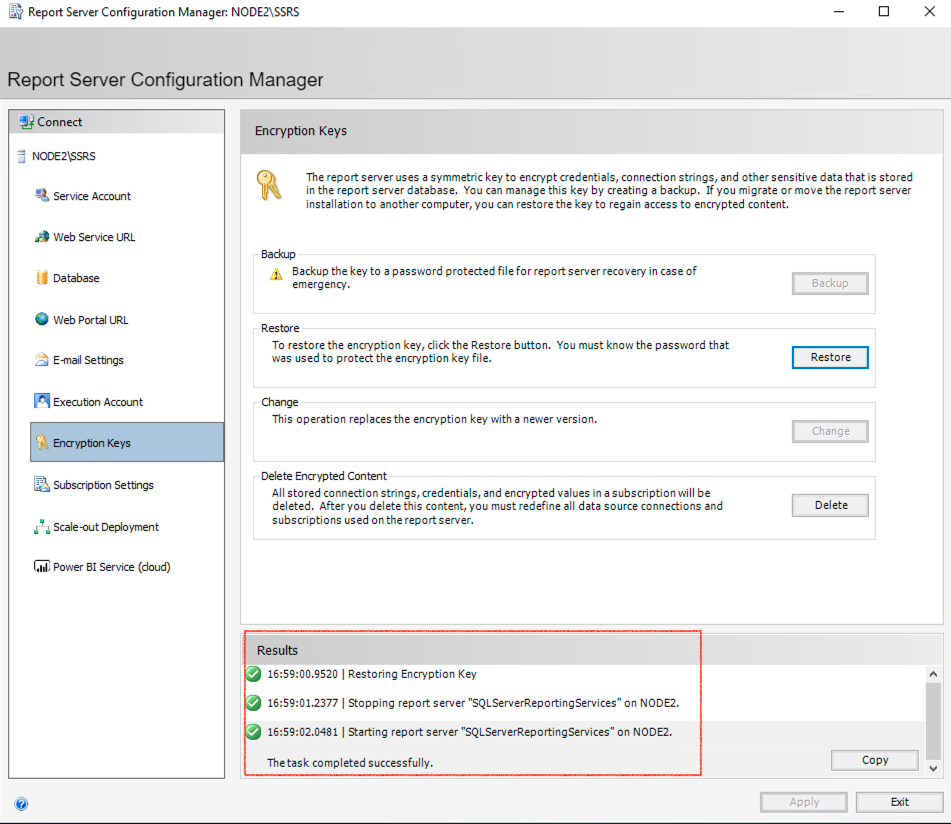 Report Server Configuration Manager: NODE2\SSRS
Report Server Configuration Manager
Connect
NODE2\SSRS
Service Account
Web Service URL
Database
Web Portal URL
E-mail Settings
Execution Account
Encryption Keys
Subscription Settings
Scale-out Deployment
Power BI Service (cloud)
Encryption Keys
The report server uses a symmetric key to encrypt credentials, connection strings, and other sensitive data that is stored
in the report server database.  You can manage this key by creating a backup.  If you migrate or move the report server
installation to another computer, you can restore the key to regain access to encrypted content.
Backup
Backup the key to a password protected file for report server recovery in case of
emergency.
Backup
Restore
To restore the encryption key, click the Restore button.  You must know the password that
was used to protect the encryption key file.
Restore
Change
This operation replaces the encryption key with a newer version.
Change
Delete Encrypted Content
All stored connection strings, credentials, and encrypted values in a subscription will be
deleted.  After you delete this content, you must redefine all data source connections and
subscriptions used on the report server.
Delete
Results
16:59:00.9520 | Restoring Encryption Key
16:59:01.2377 | Stopping report server "SQLServerReportingServices" on NODE2.
16:59:02.0481 | Starting report server "SQLServerReportingServices" on NODE2.
The task completed successfully.
Copy
Apply
Exit